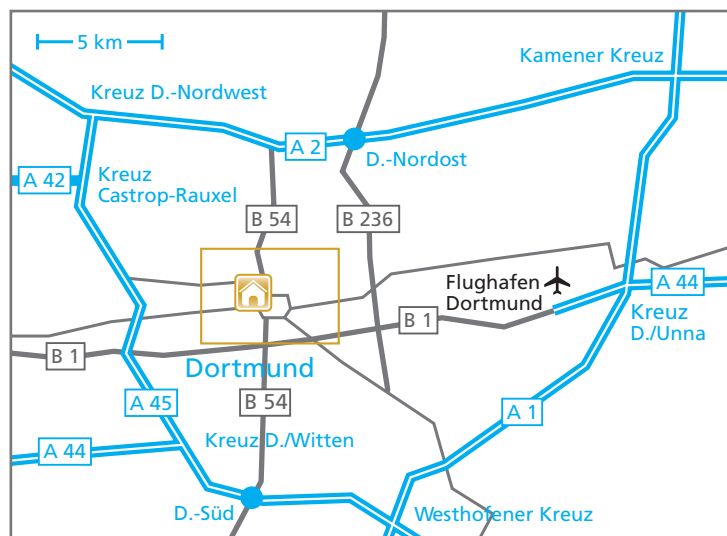 5 km
Kamener Kreuz
Kreuz D.-Nordwest
A 2
D.-Nordost
Kreuz
Castrop-Rauxel
A 42
B 54
B 236
Flughafen
Dortmund
A 44
Kreuz
D./Unna
B 1
B 1
Dortmund
A 45
B 54
A 1
Kreuz D./Witten
A 44
D.-Süd
Westhofener Kreuz